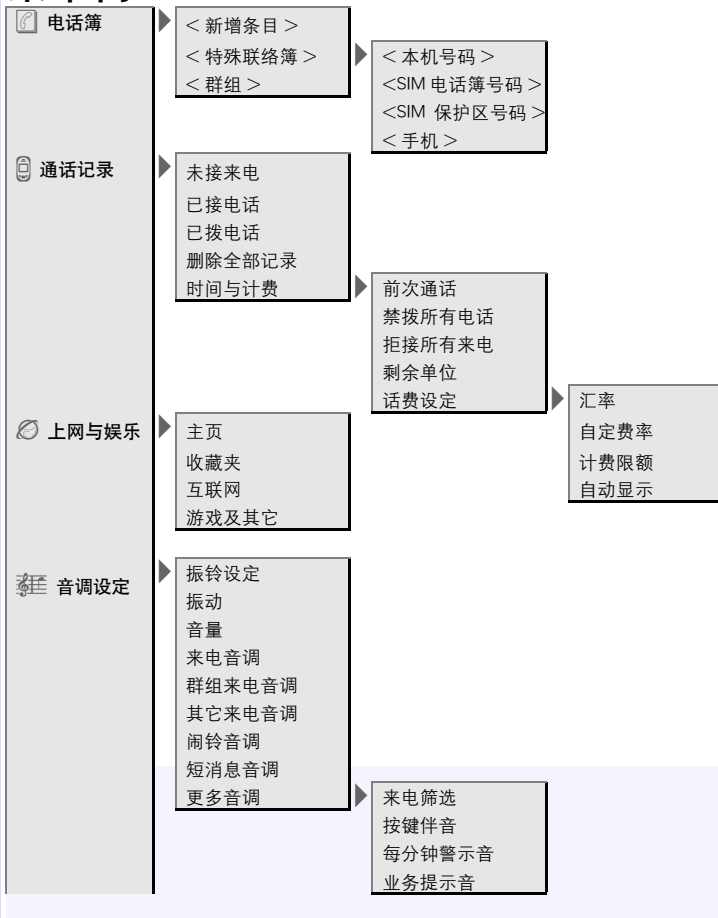 电话簿
<新增条目>
<特殊联络簿>
<群组>
<本机号码>
<SIM 电话簿号码>
<SIM 保护区号码>
<手机>
通话记录
未接来电
已接电话
已拨电话
删除全部记录
时间与计费
前次通话
禁拨所有电话
拒接所有来电
剩余单位
话费设定
汇率
自定费率
计费限额
自动显示
上网与娱乐
主页
收藏夹
互联网
游戏及其它
音调设定
振铃设定
振动
音量
来电音调
群组来电音调
其它来电音调
闹铃音调
短消息音调
更多音调
来电筛选
按键伴音
每分钟警示音
业务提示音